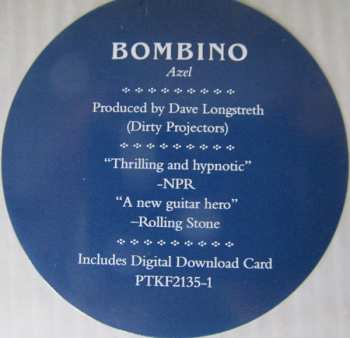 BOMBINO
Azel
Produced by Dave Longstreth
(Dirty Projectors)
“Thrilling and hypnotic”
-NPR
“A new guitar hero”
–Rolling Stone
Includes Digital Download Card
PTKF2135-1